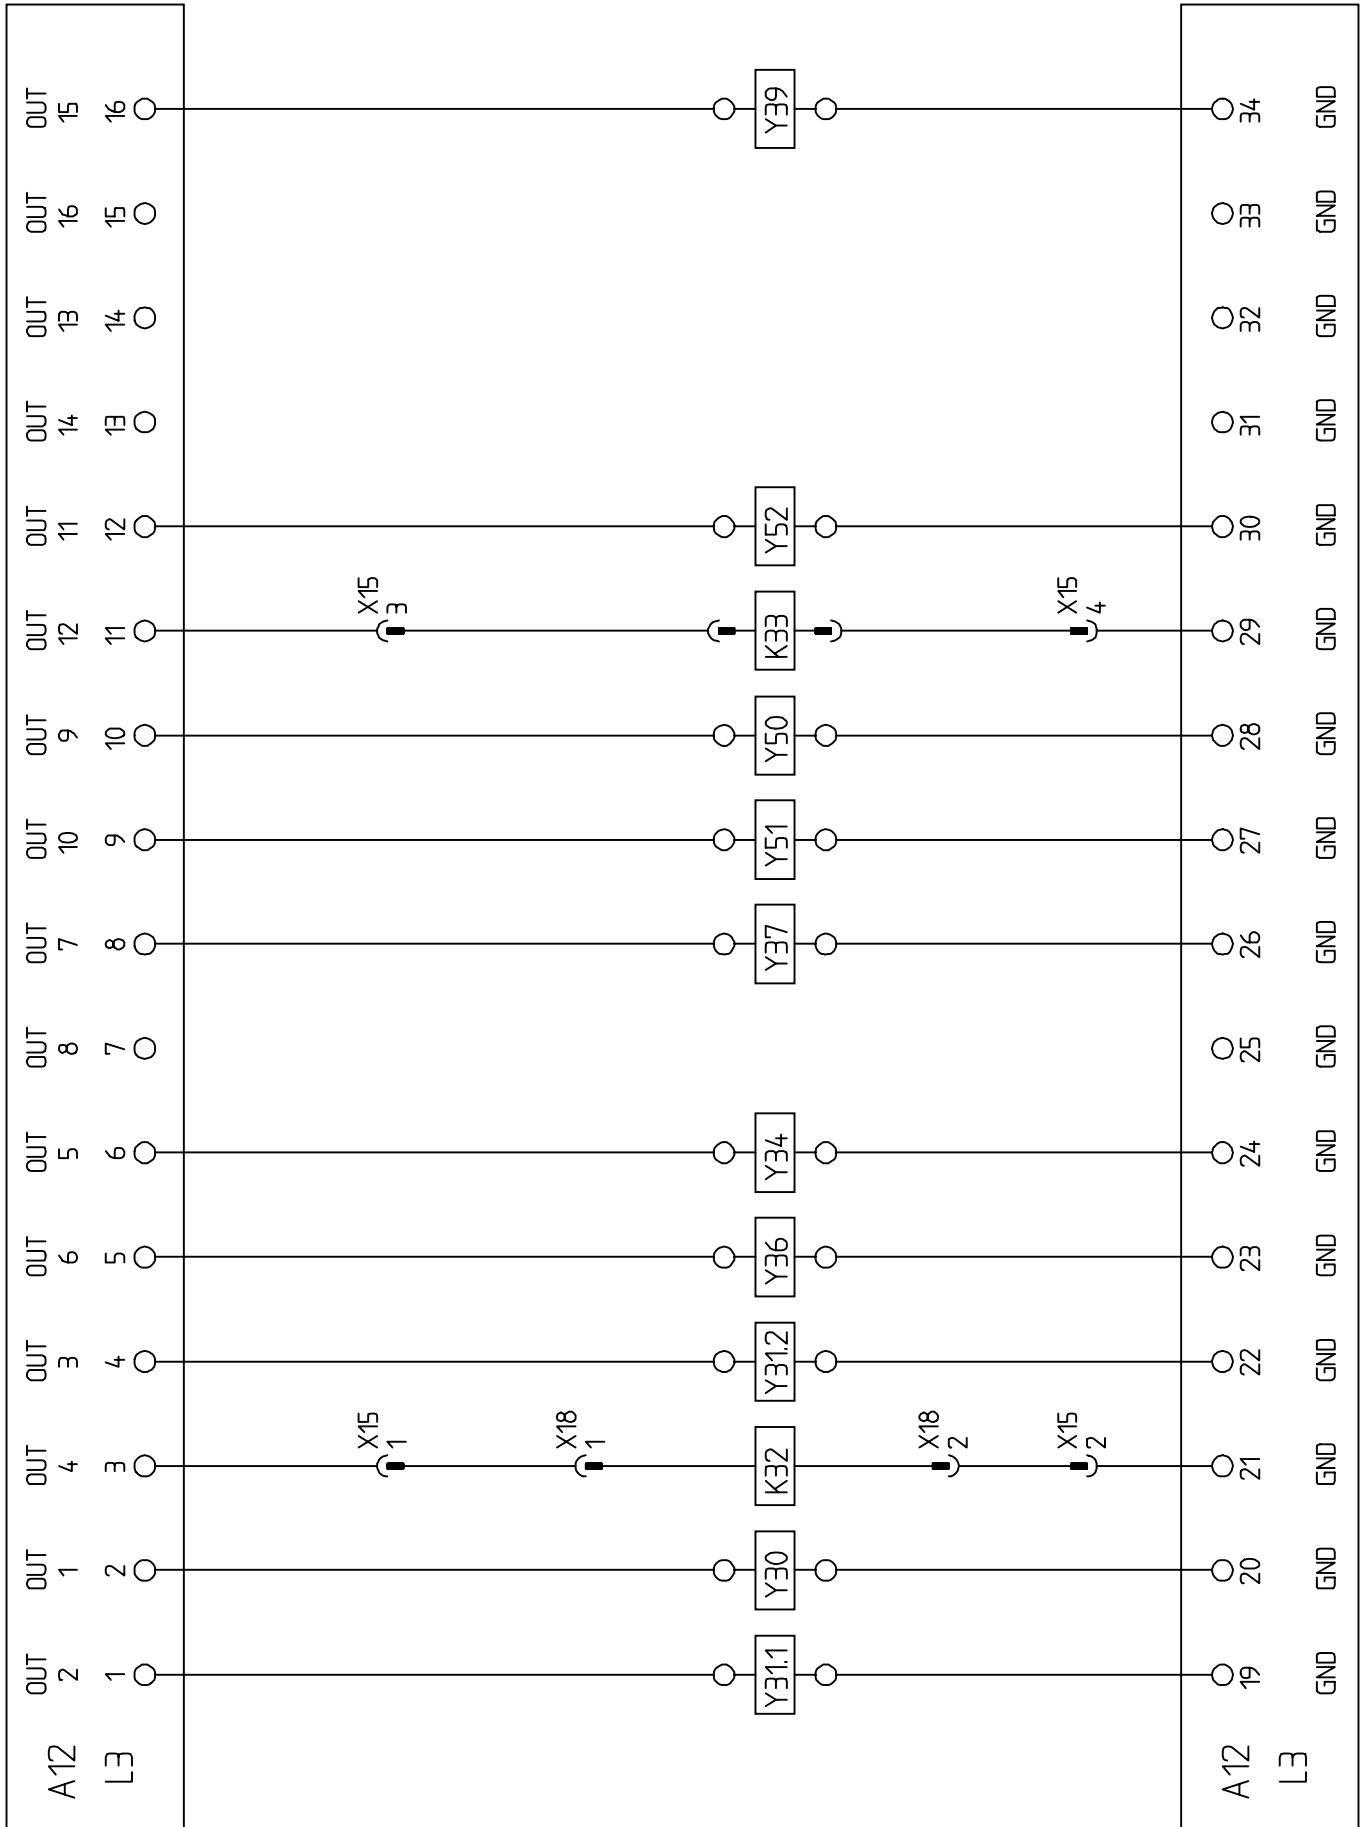 A12
L3
OUT 2
OUT 1
OUT 4
OUT 3
OUT 6
OUT 5
OUT 8
OUT 7
OUT 10
OUT 9
OUT 12
OUT 11
OUT 14
OUT 13
OUT 16
OUT 15
1 2 3 4 5 6 7 8 9 10 11 12 13 14 15 16
X15
1
X15
3
X18
1
Y31.1 Y30 K32 Y31.2 Y36 Y34 Y37 Y51 Y50 K33 Y52 Y39
X18
2
X15
2
X15
4
A12
L3
19 20 21 22 23 24 25 26 27 28 29 30 31 32 33 34
GND GND GND GND GND GND GND GND GND GND GND GND GND GND GND GND